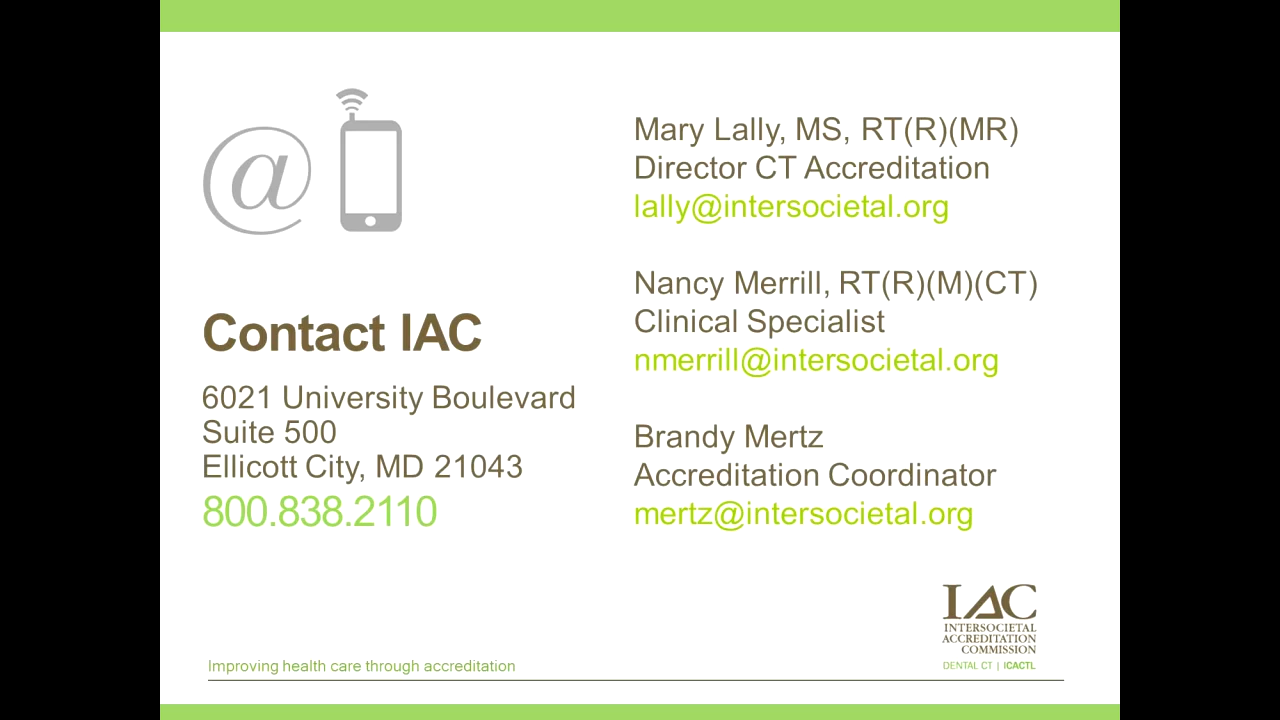 @
Contact IAC
6021 University Boulevard
Suite 500
Ellicott City, MD 21043
800.838.2110
Mary Lally, MS, RT(R)(MR)
Director CT Accreditation
lally@intersocietal.org
Nancy Merrill, RT(R)(M)(CT)
Clinical Specialist
nmerrill@intersocietal.org
Brandy Mertz
Accreditation Coordinator
mertz@intersocietal.org
IAC
INTERSOCIETAL
ACCREDITATION
COMMISSION
DENTAL CT | ICACTL
Improving health care through accreditation